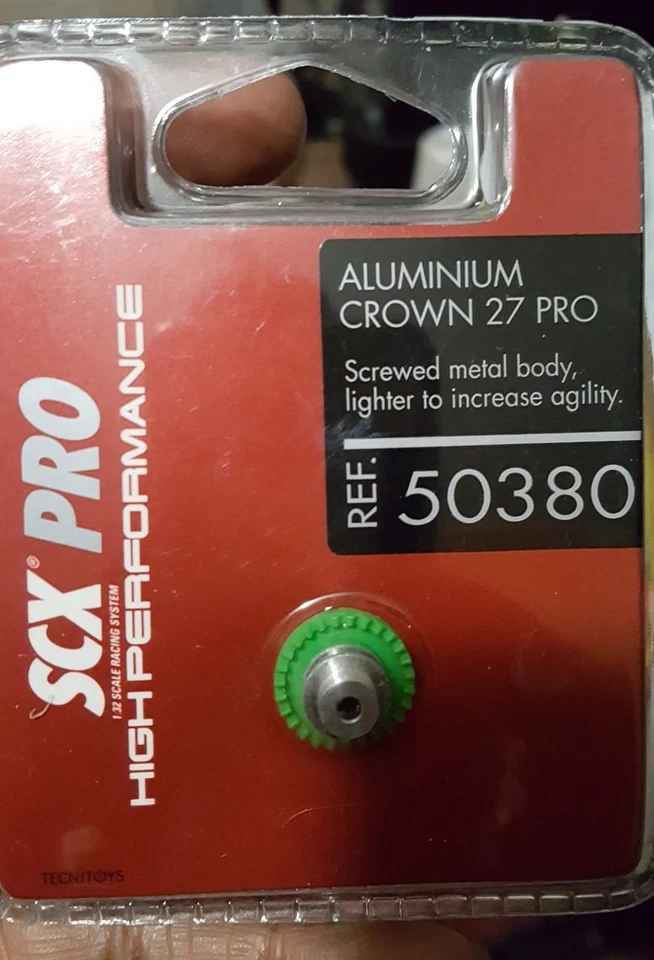 ALUMINIUM
CROWN 27 PRO
Screwed metal body,
lighter to increase agility.
REF. 50380
SCX® PRO
1:32 SCALE RACING SYSTEM
HIGH PERFORMANCE
TECNITOYS